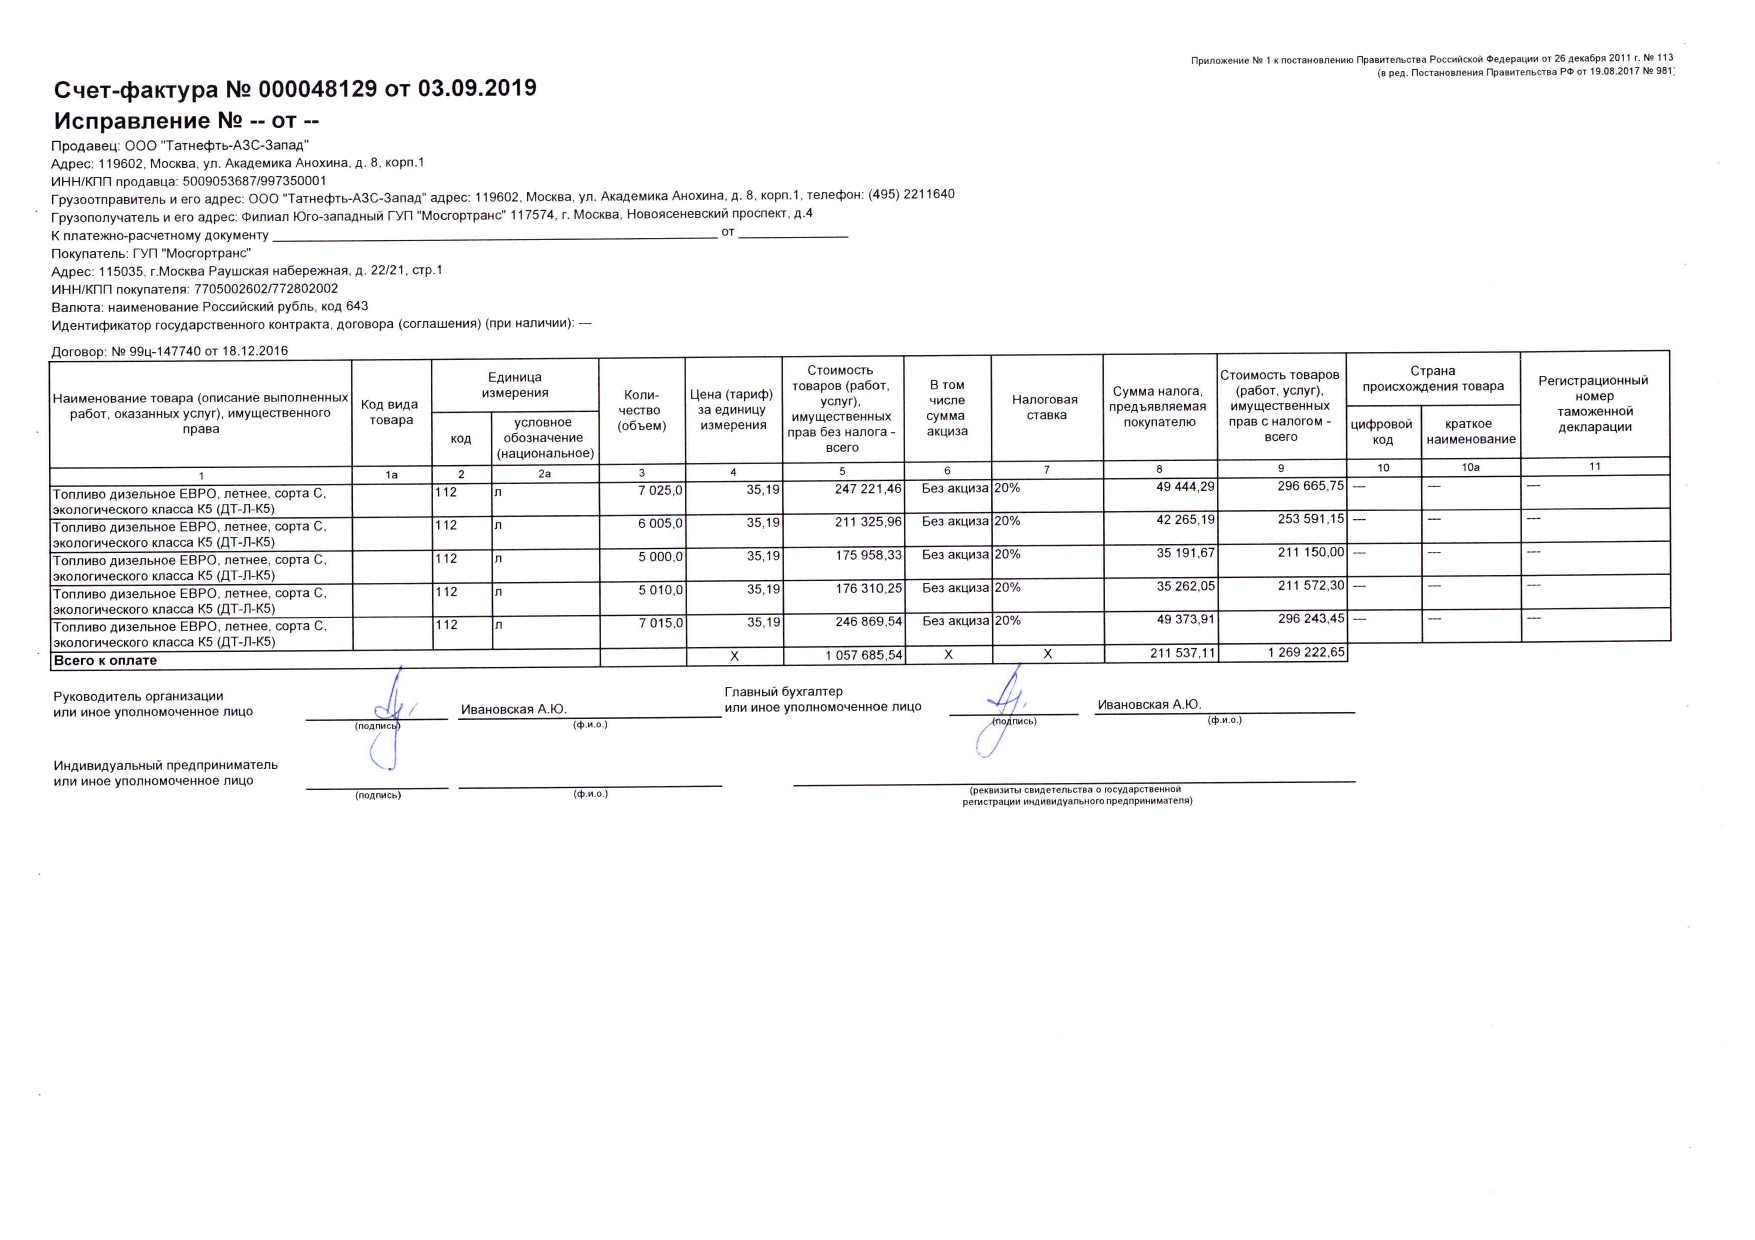 Приложение № 1 к постановлению Правительства Российской Федерации от 26 декабря 2011 г. № 113
(в ред. Постановления Правительства РФ от 19.08.2017 № 981
Счет-фактура № 000048129 от 03.09.2019
Исправление № -- от --
Продавец: ООО "Татнефть-АЗС-Запад"
Адрес: 119602, Москва, ул. Академика Анохина, д. 8, корп.1
ИНН/КПП продавца: 5009053687/997350001
Грузоотправитель и его адрес: ООО "Татнефть-АЗС-Запад" адрес: 119602, Москва, ул. Академика Анохина, д. 8, корп.1, телефон: (495) 2211640
Грузополучатель и его адрес: Филиал Юго-западный ГУП "Мосгортранс" 117574, г. Москва, Новоясеневский проспект, д.4
К платежно-расчетному документу ____ от ____
Покупатель: ГУП "Мосгортранс"
Адрес: 115035, г.Москва Раушская набережная, д. 22/21, стр.1
ИНН/КПП покупателя: 7705002602/772802002
Валюта: наименование Российский рубль, код 643
Идентификатор государственного контракта, договора (соглашения) (при наличии): ---
Договор: № 99ц-147740 от 18.12.2016
Наименование товара (описание выполненных
работ, оказанных услуг), имущественного
права
Код вида
товара
Единица
измерения
код
условное
обозначение
(национальное)
Коли-
чество
(объем)
Цена (тариф)
за единицу
измерения
Стоимость
товаров (работ,
услуг),
имущественных
прав без налога -
всего
В том
числе
сумма
акциза
Налоговая
ставка
Сумма налога,
предъявляемая
покупателю
Стоимость товаров
(работ, услуг),
имущественных
прав с налогом -
всего
Страна
происхождения товара
цифровой
код
краткое
наименование
Регистрационный
номер
таможенной
декларации
1 1а 2 2а 3 4 5 6 7 8 9 10 10а 11
Топливо дизельное ЕВРО, летнее, сорта С, 112 л 7 025,0 35,19 247 221,46 Без акциза 20% 49 444,29 296 665,75 --- --- ---
экологического класса К5 (ДТ-Л-К5)
Топливо дизельное ЕВРО, летнее, сорта С, 112 л 6 005,0 35,19 211 325,96 Без акциза 20% 42 265,19 253 591,15 --- --- ---
экологического класса К5 (ДТ-Л-К5)
Топливо дизельное ЕВРО, летнее, сорта С, 112 л 5 000,0 35,19 175 958,33 Без акциза 20% 35 191,67 211 150,00 --- --- ---
экологического класса К5 (ДТ-Л-К5)
Топливо дизельное ЕВРО, летнее, сорта С, 112 л 5 010,0 35,19 176 310,25 Без акциза 20% 35 262,05 211 572,30 --- --- ---
экологического класса К5 (ДТ-Л-К5)
Топливо дизельное ЕВРО, летнее, сорта С, 112 л 7 015,0 35,19 246 869,54 Без акциза 20% 49 373,91 296 243,45 --- --- ---
экологического класса К5 (ДТ-Л-К5)
Всего к оплате Х 1 057 685,54 Х Х 211 537,11 1 269 222,65
Руководитель организации
или иное уполномоченное лицо
Ивановская А.Ю.
(подпись) (ф.и.о.)
Главный бухгалтер
или иное уполномоченное лицо
Ивановская А.Ю.
(подпись) (ф.и.о.)
Индивидуальный предприниматель
или иное уполномоченное лицо
(подпись) (ф.и.о.)
(реквизиты свидетельства о государственной
регистрации индивидуального предпринимателя)